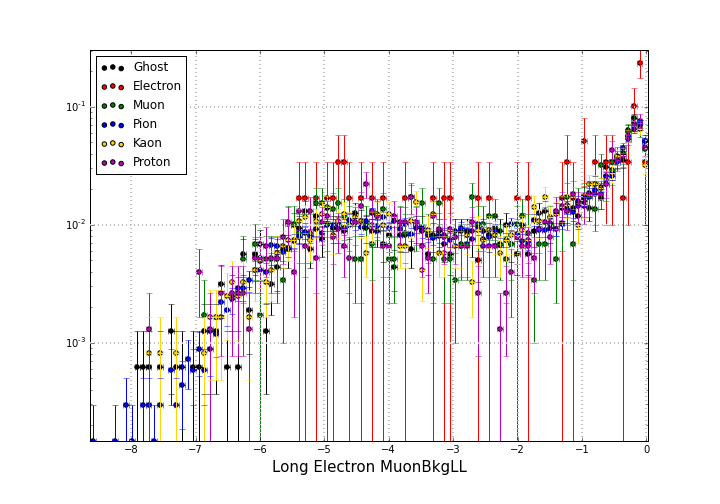 Ghost
Electron
Muon
Pion
Kaon
Proton
10^-1
10^-2
10^-3
−8 −7 −6 −5 −4 −3 −2 −1 0
Long Electron MuonBkgLL